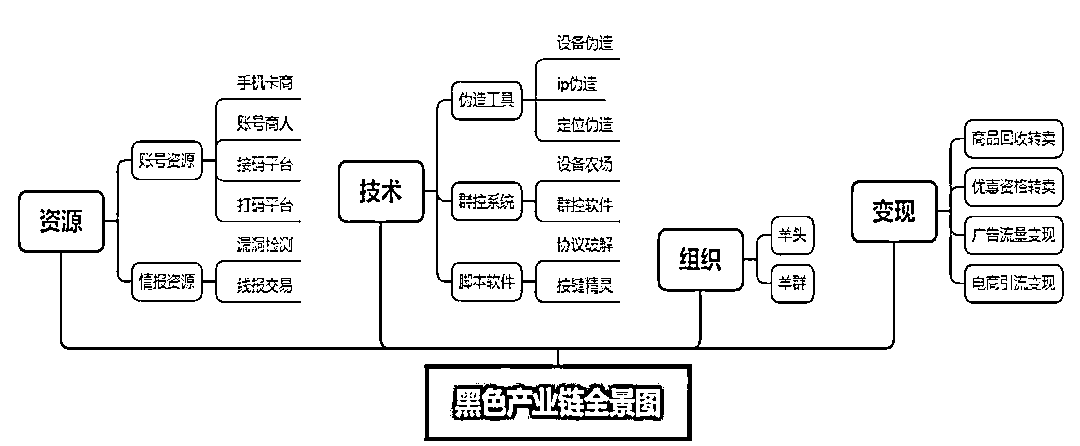 资源
账号资源
手机卡商
账号商人
接码平台
打码平台
情报资源
漏洞检测
线报交易
技术
伪造工具
设备伪造
ip伪造
定位伪造
群控系统
设备农场
群控软件
脚本软件
协议破解
按键精灵
组织
羊头
羊群
变现
商品回收转卖
优惠资格转卖
广告流量变现
电商引流变现
黑色产业链全景图